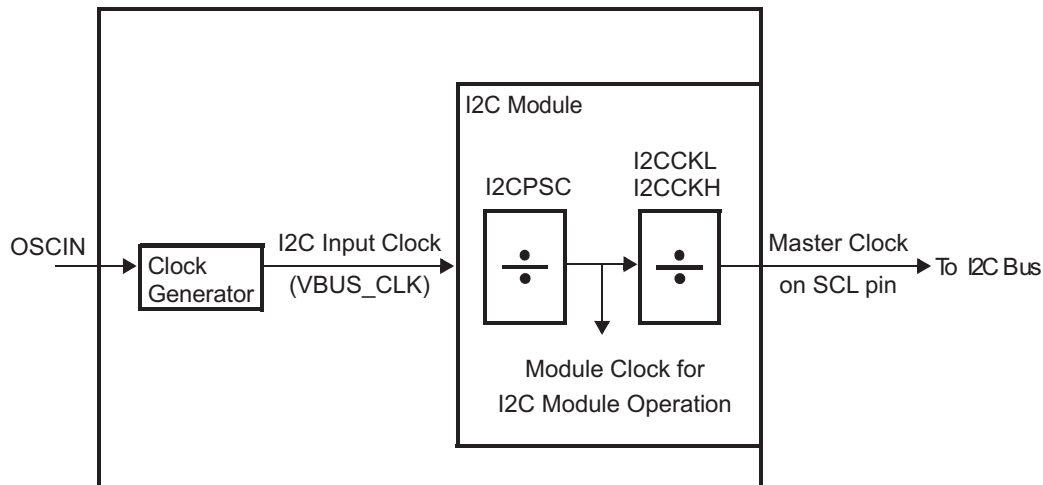 I2C Module
I2CCKL
I2CPSC
I2CCKH
OSCIN
I2C Input Clock
Master Clock
Clock
Generator
(VBUS_CLK)
on SCL pin
To I2C Bus
Module Clock for
I2C Module Operation